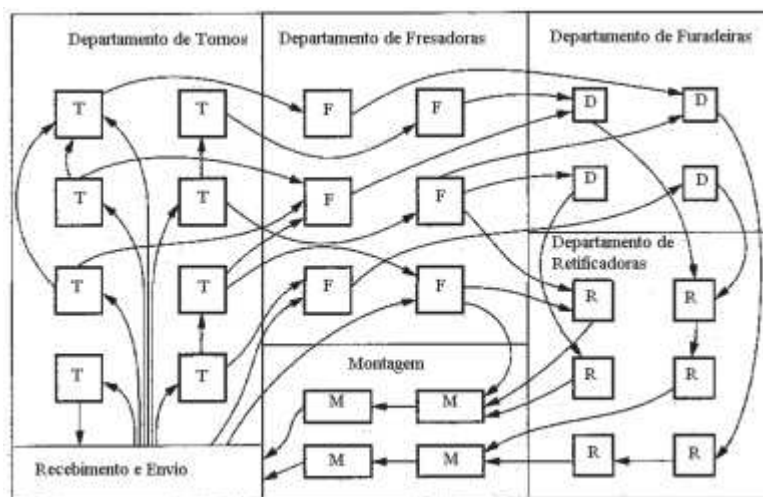 Departamento de Tornos
Departamento de Fresadoras
Departamento de Furadeiras
T
T
F
F
D
D
T
T
F
F
D
D
Departamento de
Retificadoras
T
T
F
F
R
R
Montagem
T
T
M
M
R
R
Recebimento e Envio
M
M
R
R